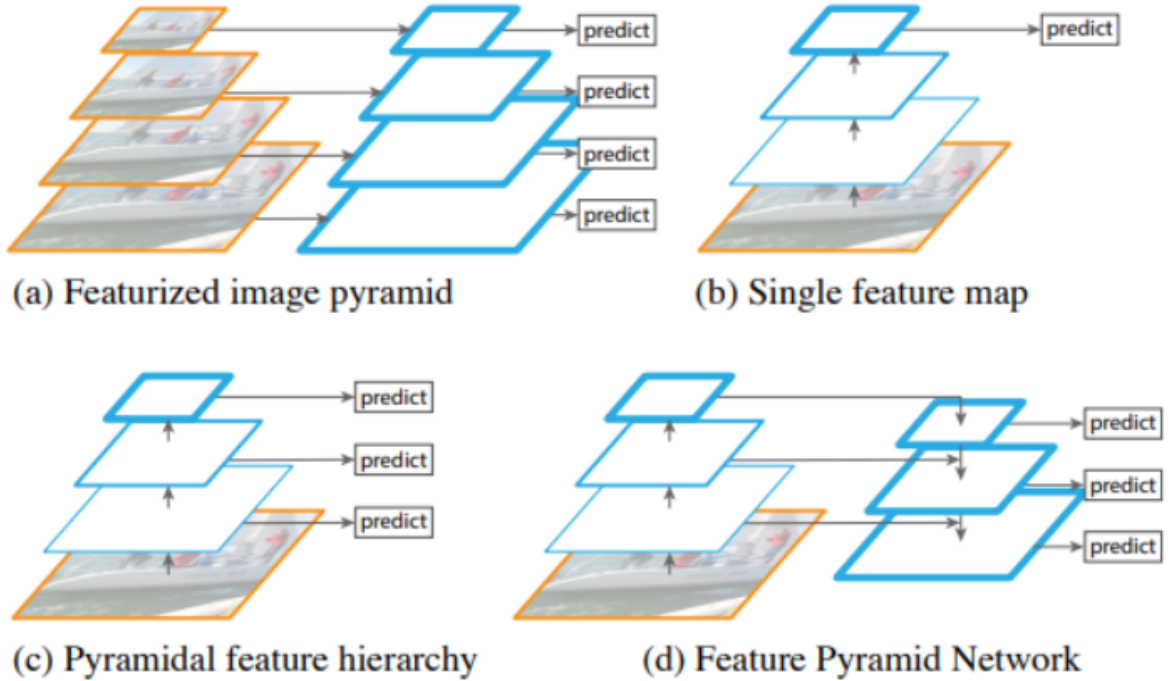 predict
predict
predict
predict
(a) Featurized image pyramid
predict
(b) Single feature map
predict
predict
predict
(c) Pyramidal feature hierarchy
predict
predict
predict
(d) Feature Pyramid Network